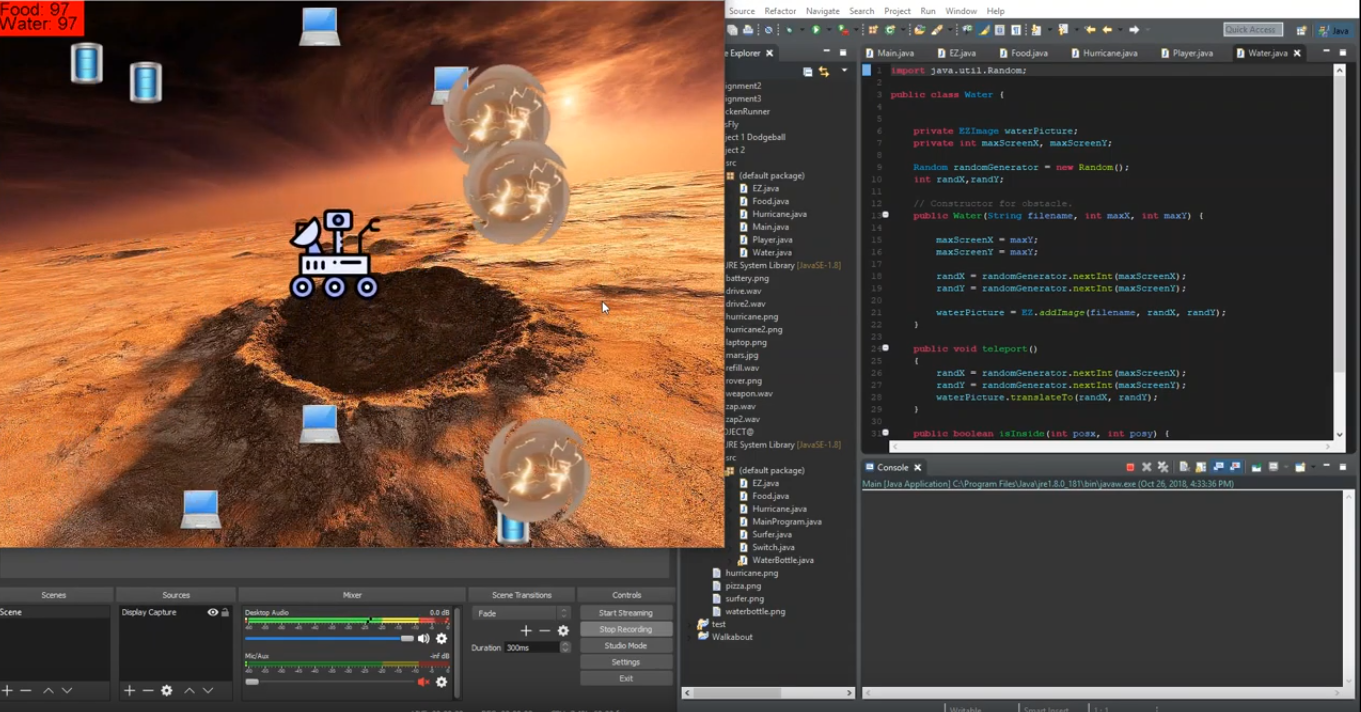 Food: 97
Water: 97
Source Refactor Navigate Search Project Run Window Help
Quick Access
Java
Explorer
Main.java EZ.java Food.java Hurricane.java Player.java Water.java
ignment2
ignment3
ckenRunner
sFly
ject 1 Dodgeball
ject 2
src
(default package)
EZ.java
Food.java
Hurricane.java
Main.java
Player.java
Water.java
JRE System Library [JavaSE-1.8]
battery.png
drive.wav
drive2.wav
hurricane.png
hurricane2.png
laptop.png
mars.jpg
refill.wav
rover.png
weapon.wav
zap.wav
zap2.wav
OJECT@
JRE System Library [JavaSE-1.8]
src
(default package)
EZ.java
Food.java
Hurricane.java
MainProgram.java
Surfer.java
Switch.java
WaterBottle.java
hurricane.png
pizza.png
surfer.png
waterbottle.png
test
Walkabout
1 import java.util.Random;
2
3 public class Water {
4
5
6 private EZImage waterPicture;
7 private int maxScreenX, maxScreenY;
8
9 Random randomGenerator = new Random();
10 int randX,randY;
11
12 // Constructor for obstacle.
13 public Water(String filename, int maxX, int maxY) {
14
15 maxScreenX = maxY;
16 maxScreenY = maxY;
17
18 randX = randomGenerator.nextInt(maxScreenX);
19 randY = randomGenerator.nextInt(maxScreenY);
20
21 waterPicture = EZ.addImage(filename, randX, randY);
22 }
23
24 public void teleport()
25 {
26 randX = randomGenerator.nextInt(maxScreenX);
27 randY = randomGenerator.nextInt(maxScreenY);
28 waterPicture.translateTo(randX, randY);
29 }
30
31 public boolean isInside(int posx, int posy) {
Console
Main [Java Application] C:\Program Files\Java\jre1.8.0_181\bin\javaw.exe (Oct 26, 2018, 4:33:36 PM)
Scenes Sources Mixer Scene Transitions Controls
Scene
Display Capture
Desktop Audio 0.0 dB
Mic/Aux -inf dB
Fade
Duration 300ms
Start Streaming
Stop Recording
Studio Mode
Settings
Exit
Writable Smart Insert 1 : 1